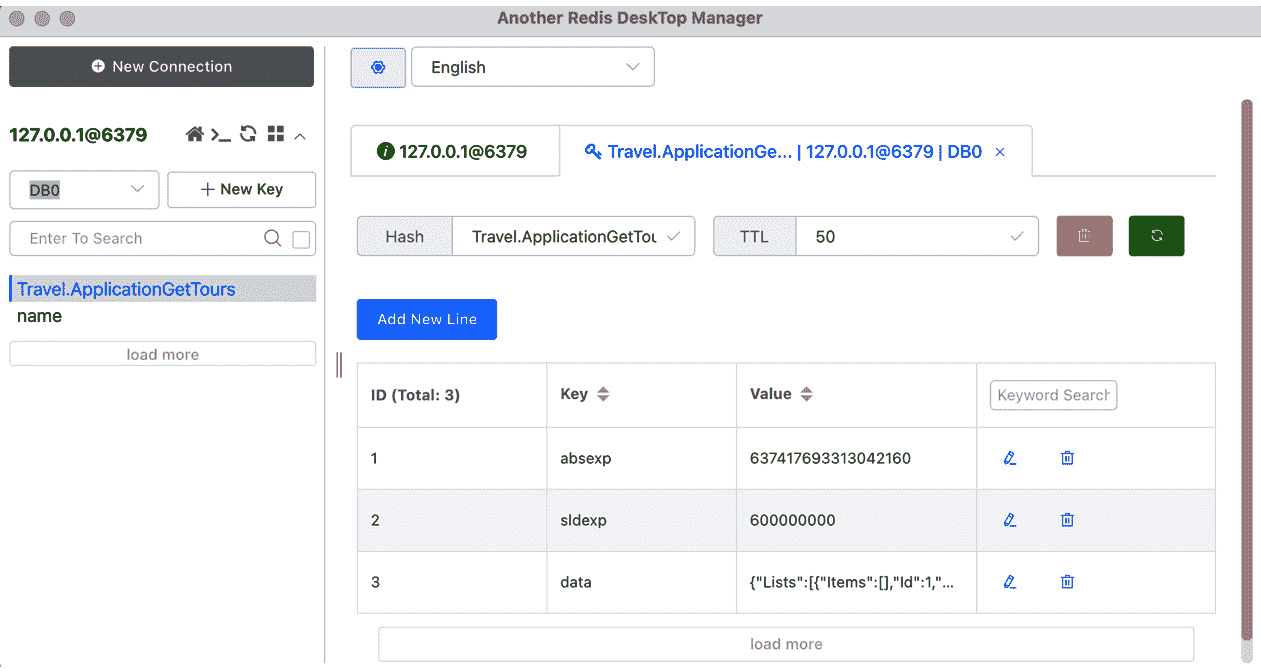 Another Redis DeskTop Manager
New Connection
English
127.0.0.1@6379
127.0.0.1@6379
Travel.ApplicationGe... | 127.0.0.1@6379 | DB0
DB0
New Key
Enter To Search
Hash
Travel.ApplicationGetTou
TTL
50
Travel.ApplicationGetTours
name
load more
Add New Line
ID (Total: 3)
Key
Value
Keyword Search
1
absexp
637417693313042160
2
sldexp
600000000
3
data
{"Lists":[{"Items":[],"Id":1,"...
load more